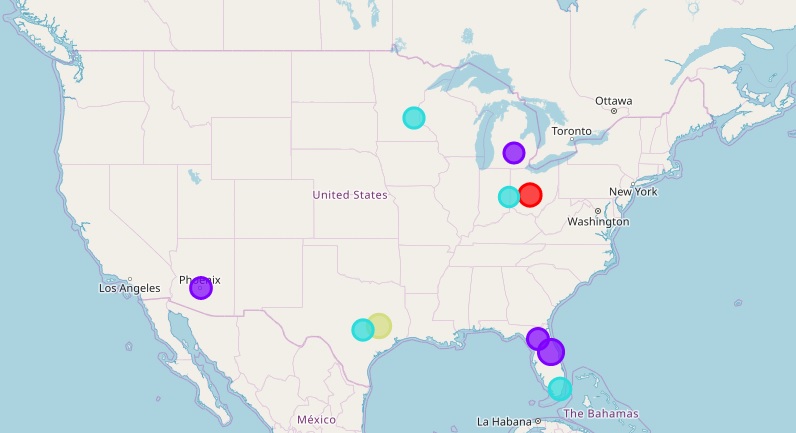 Ottawa
Toronto
United States
New York
Washington
Phoenix
Los Angeles
México
La Habana
The Bahamas